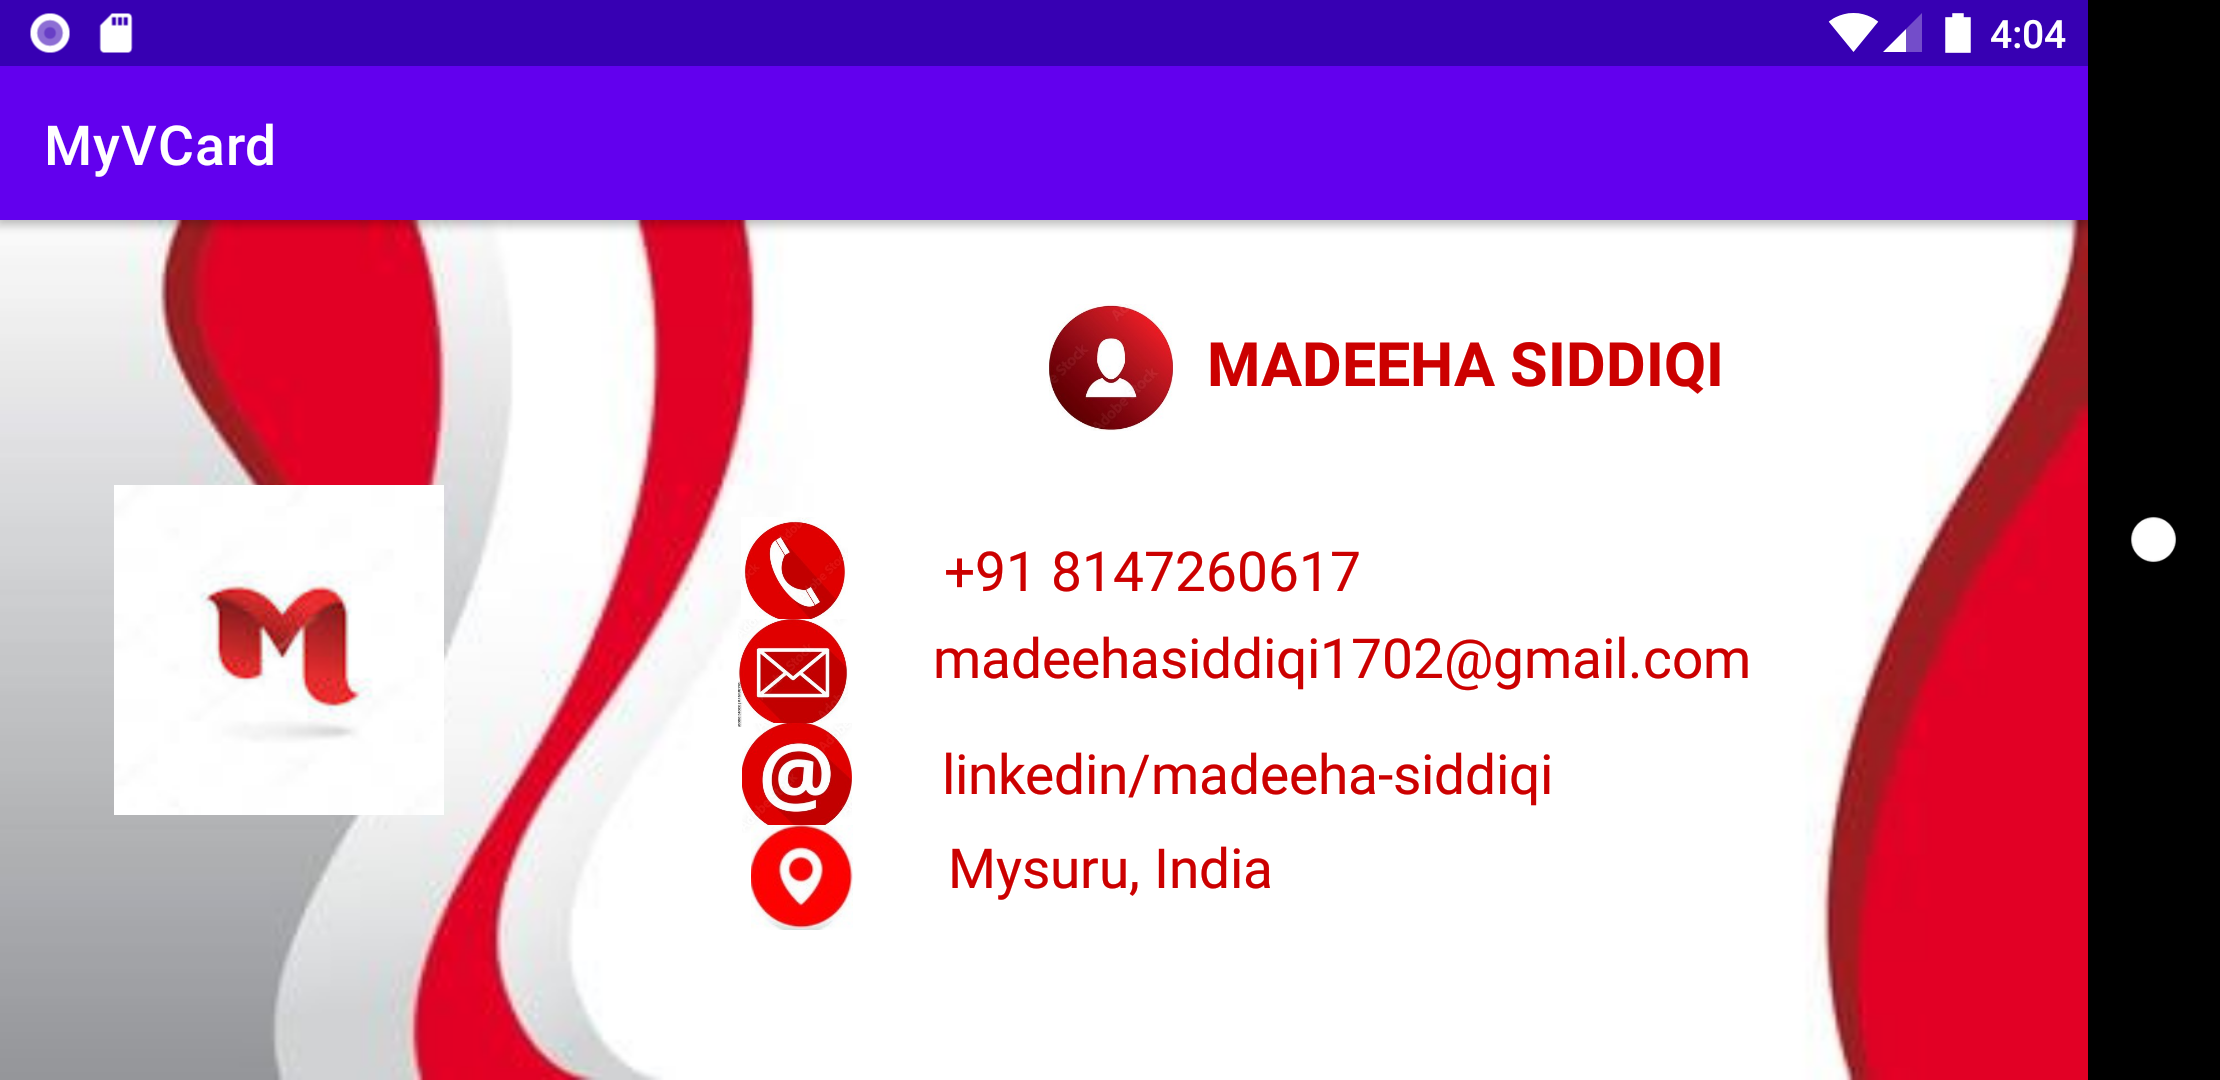 4:04
MyVCard
MADEEHA SIDDIQI
+91 8147260617
madeehasiddiqi1702@gmail.com
linkedin/madeeha-siddiqi
Mysuru, India
M
@